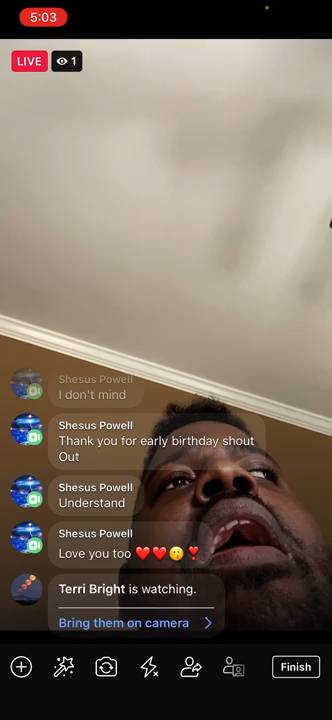 5:03
LIVE
1
Shesus Powell
I don't mind
Shesus Powell
Thank you for early birthday shout
Out
Shesus Powell
Understand
Shesus Powell
Love you too ❤️❤️😗❣️
Terri Bright is watching.
Bring them on camera
Finish